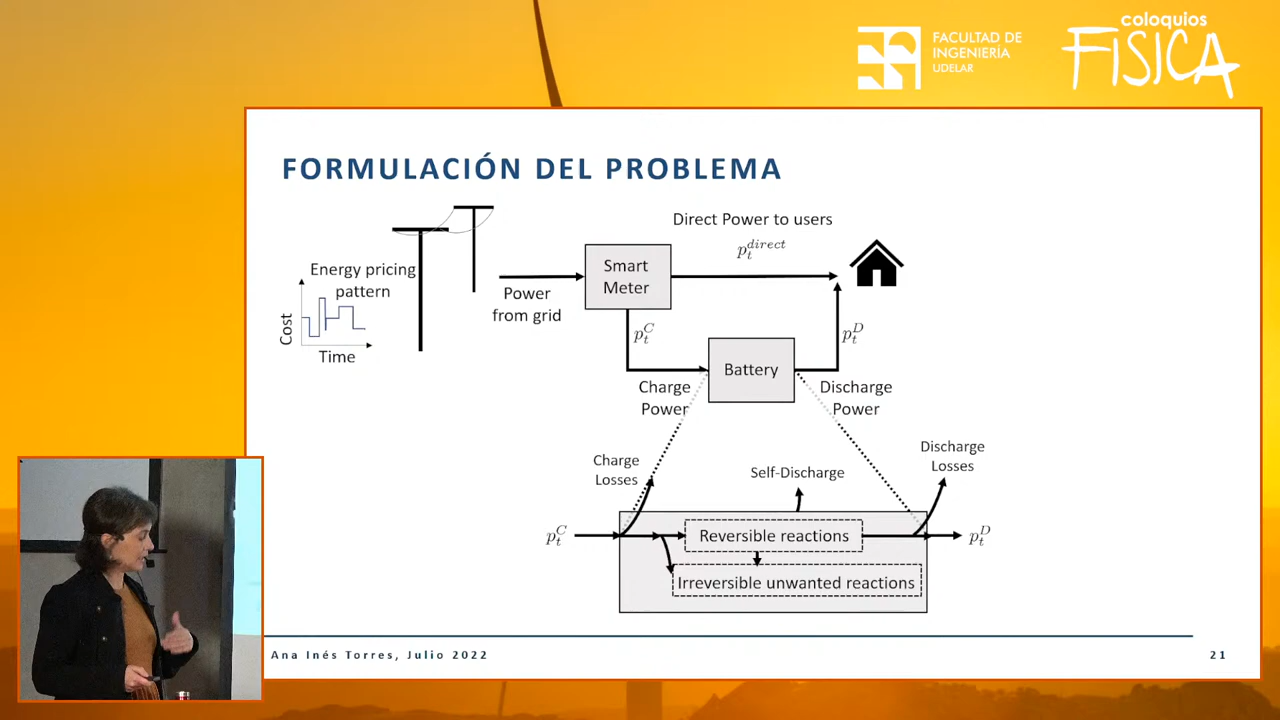 coloquios
FISICA
FACULTAD DE
INGENIERÍA
UDELAR
FORMULACIÓN DEL PROBLEMA
Direct Power to users
p_t^{direct}
Energy pricing
pattern
Cost
Time
Power
from grid
Smart
Meter
p_t^C
p_t^D
Battery
Charge
Power
Discharge
Power
Charge
Losses
Self-Discharge
Discharge
Losses
p_t^C
Reversible reactions
p_t^D
Irreversible unwanted reactions
Ana Inés Torres, Julio 2022
21